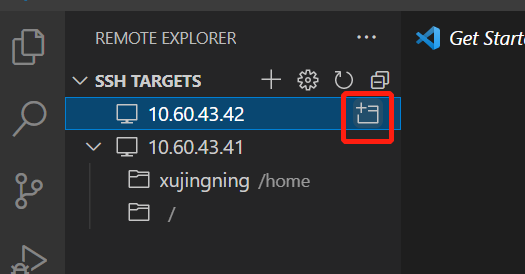 REMOTE EXPLORER
Get Starte
SSH TARGETS
10.60.43.42
10.60.43.41
xujingning /home
/